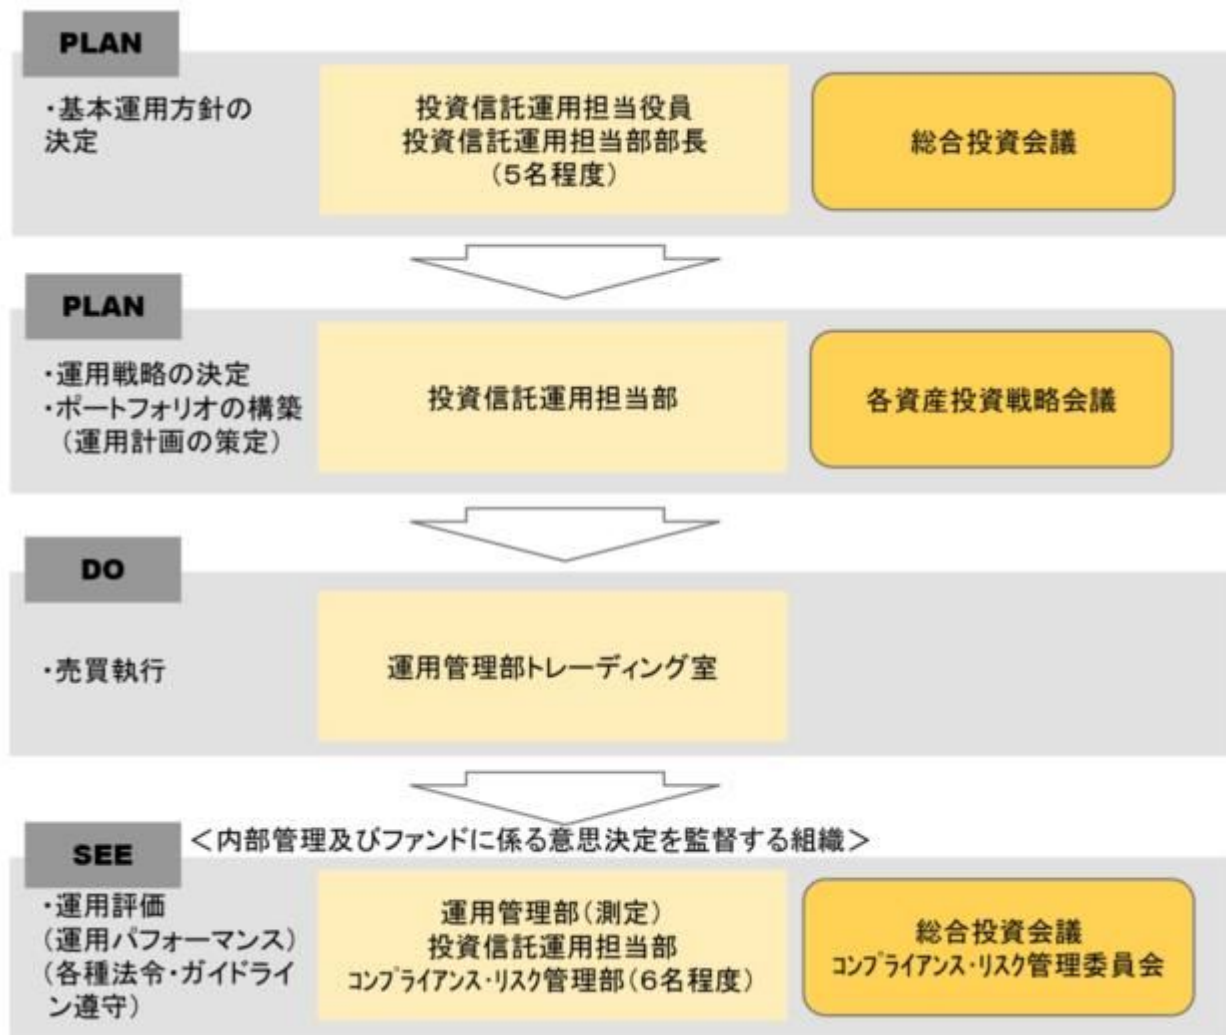 PLAN
・基本運用方針の
決定
投資信託運用担当役員
投資信託運用担当部部長
(5名程度)
総合投資会議
PLAN
・運用戦略の決定
・ポートフォリオの構築
(運用計画の策定)
投資信託運用担当部
各資産投資戦略会議
DO
・売買執行
運用管理部トレーディング室
SEE
＜内部管理及びファンドに係る意思決定を監督する組織＞
・運用評価
(運用パフォーマンス)
(各種法令・ガイドライ
ン遵守)
運用管理部(測定)
投資信託運用担当部
コンプライアンス・リスク管理部(6名程度)
総合投資会議
コンプライアンス・リスク管理委員会